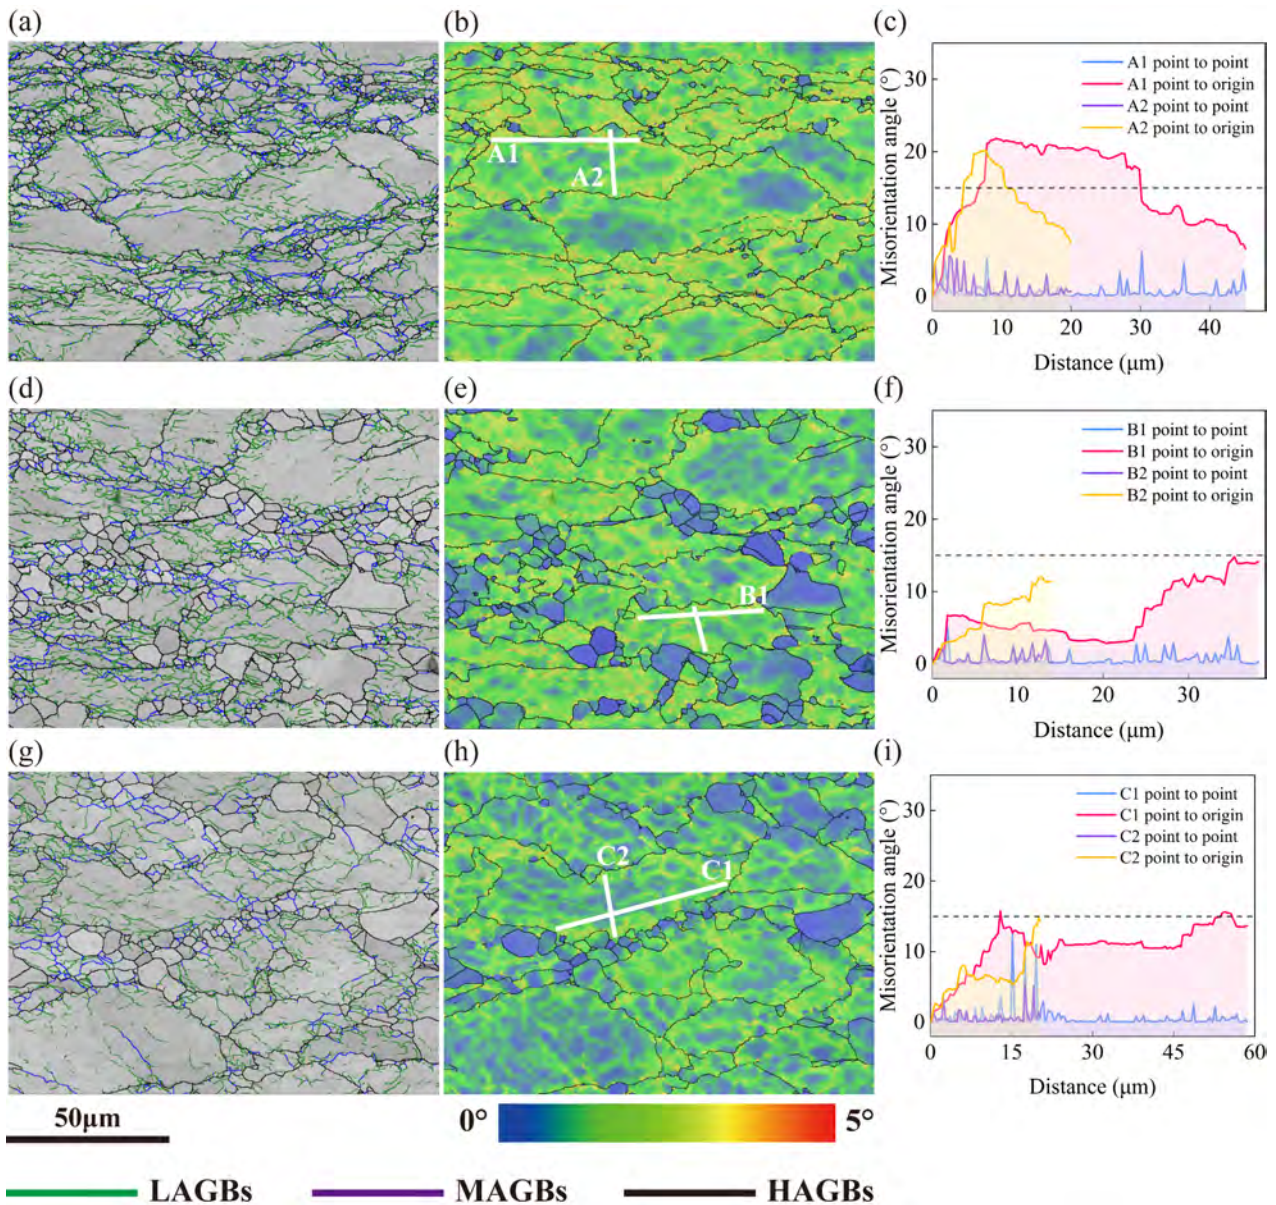 (a)
(b)
(c)
A1
A2
Misorientation angle (°)
30
20
10
0
A1 point to point
A1 point to origin
A2 point to point
A2 point to origin
0 10 20 30 40
Distance (μm)
(d)
(e)
(f)
B1
Misorientation angle (°)
30
20
10
0
B1 point to point
B1 point to origin
B2 point to point
B2 point to origin
0 10 20 30
Distance (μm)
(g)
(h)
(i)
C2
C1
Misorientation angle (°)
30
20
10
0
C1 point to point
C1 point to origin
C2 point to point
C2 point to origin
0 15 30 45 60
Distance (μm)
50μm
0°
5°
LAGBs
MAGBs
HAGBs